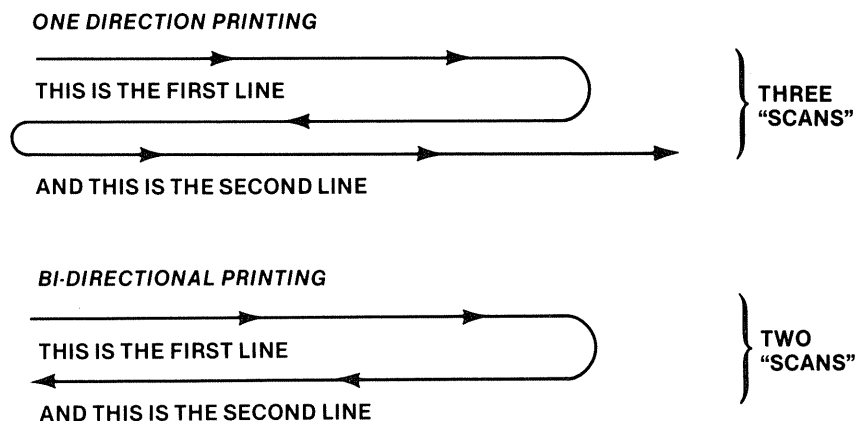 ONE DIRECTION PRINTING
THIS IS THE FIRST LINE
AND THIS IS THE SECOND LINE
THREE
“SCANS”
BI-DIRECTIONAL PRINTING
THIS IS THE FIRST LINE
AND THIS IS THE SECOND LINE
TWO
“SCANS”